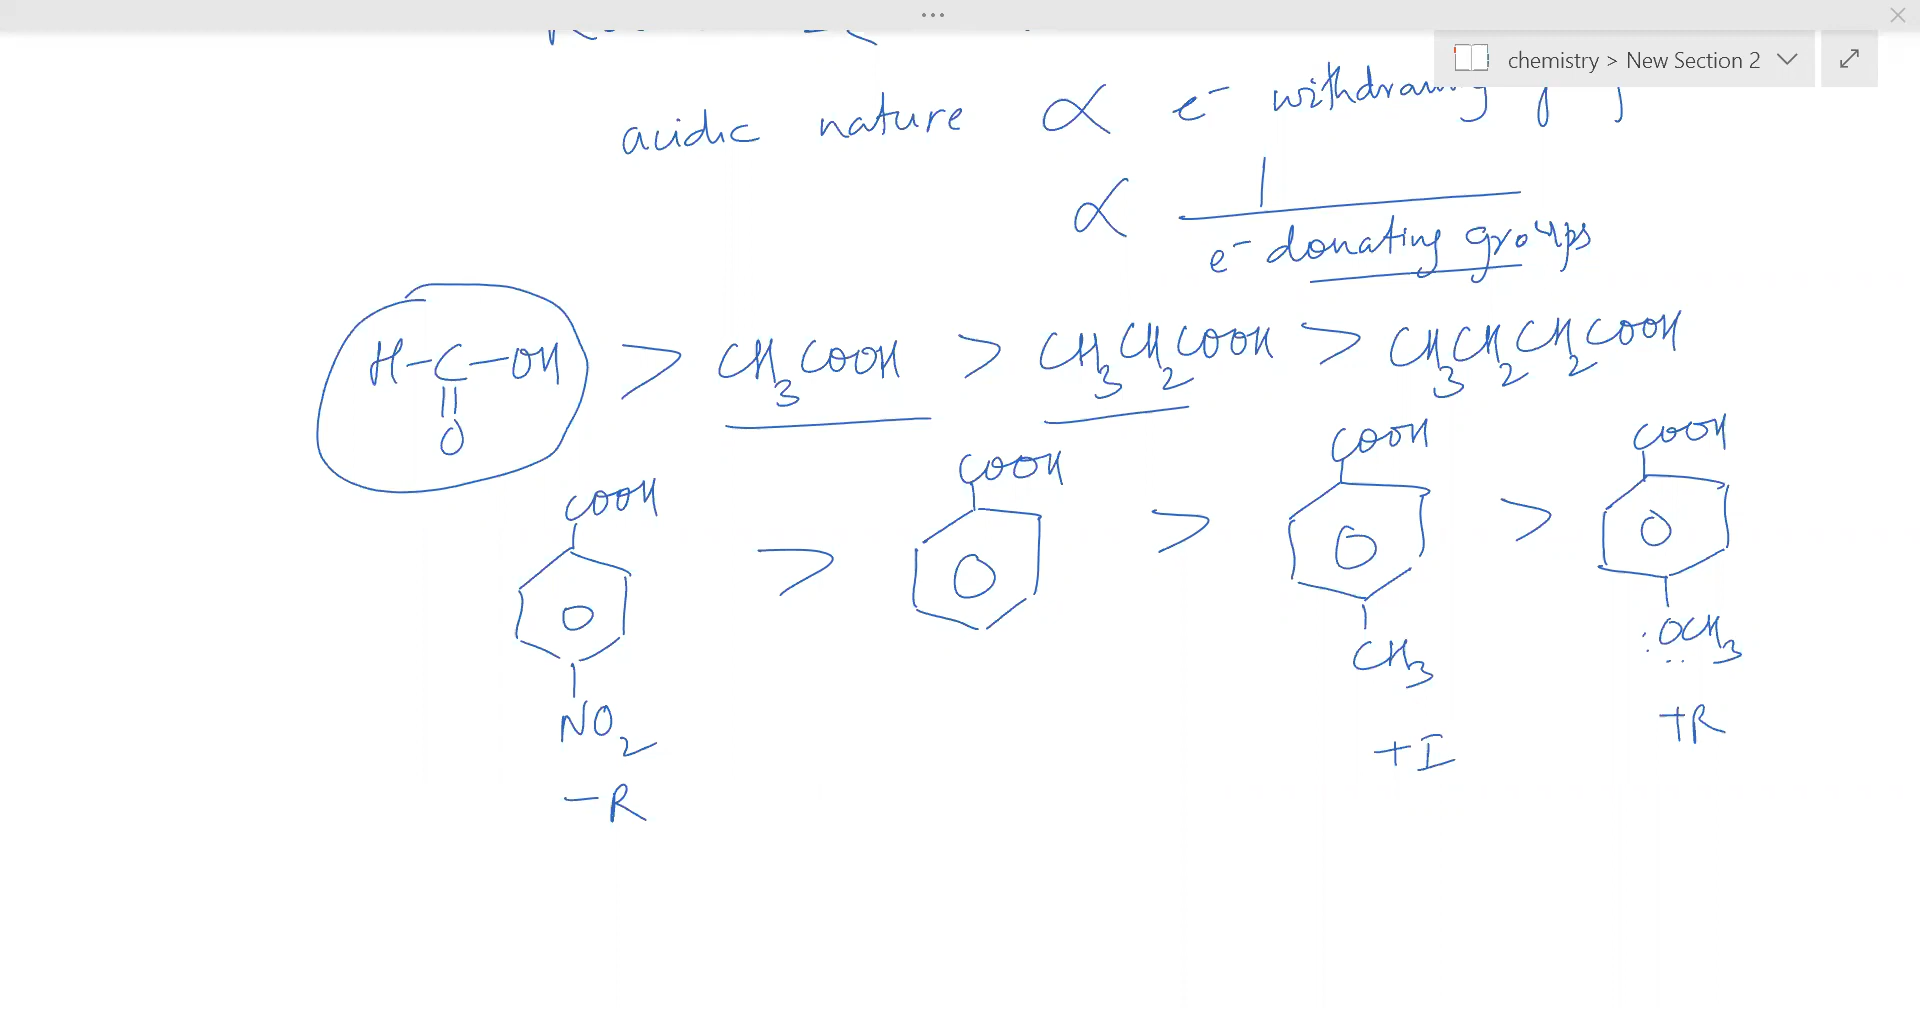 chemistry > New Section 2
acidic nature ∝ e⁻ withdrawing
∝ 1
e⁻ donating groups
H-C-OH > CH₃COOH > CH₃CH₂COOH > CH₃CH₂CH₂COOH
O
COOH > COOH > COOH > COOH
NO₂ CH₃ :OCH₃
-R +I +R